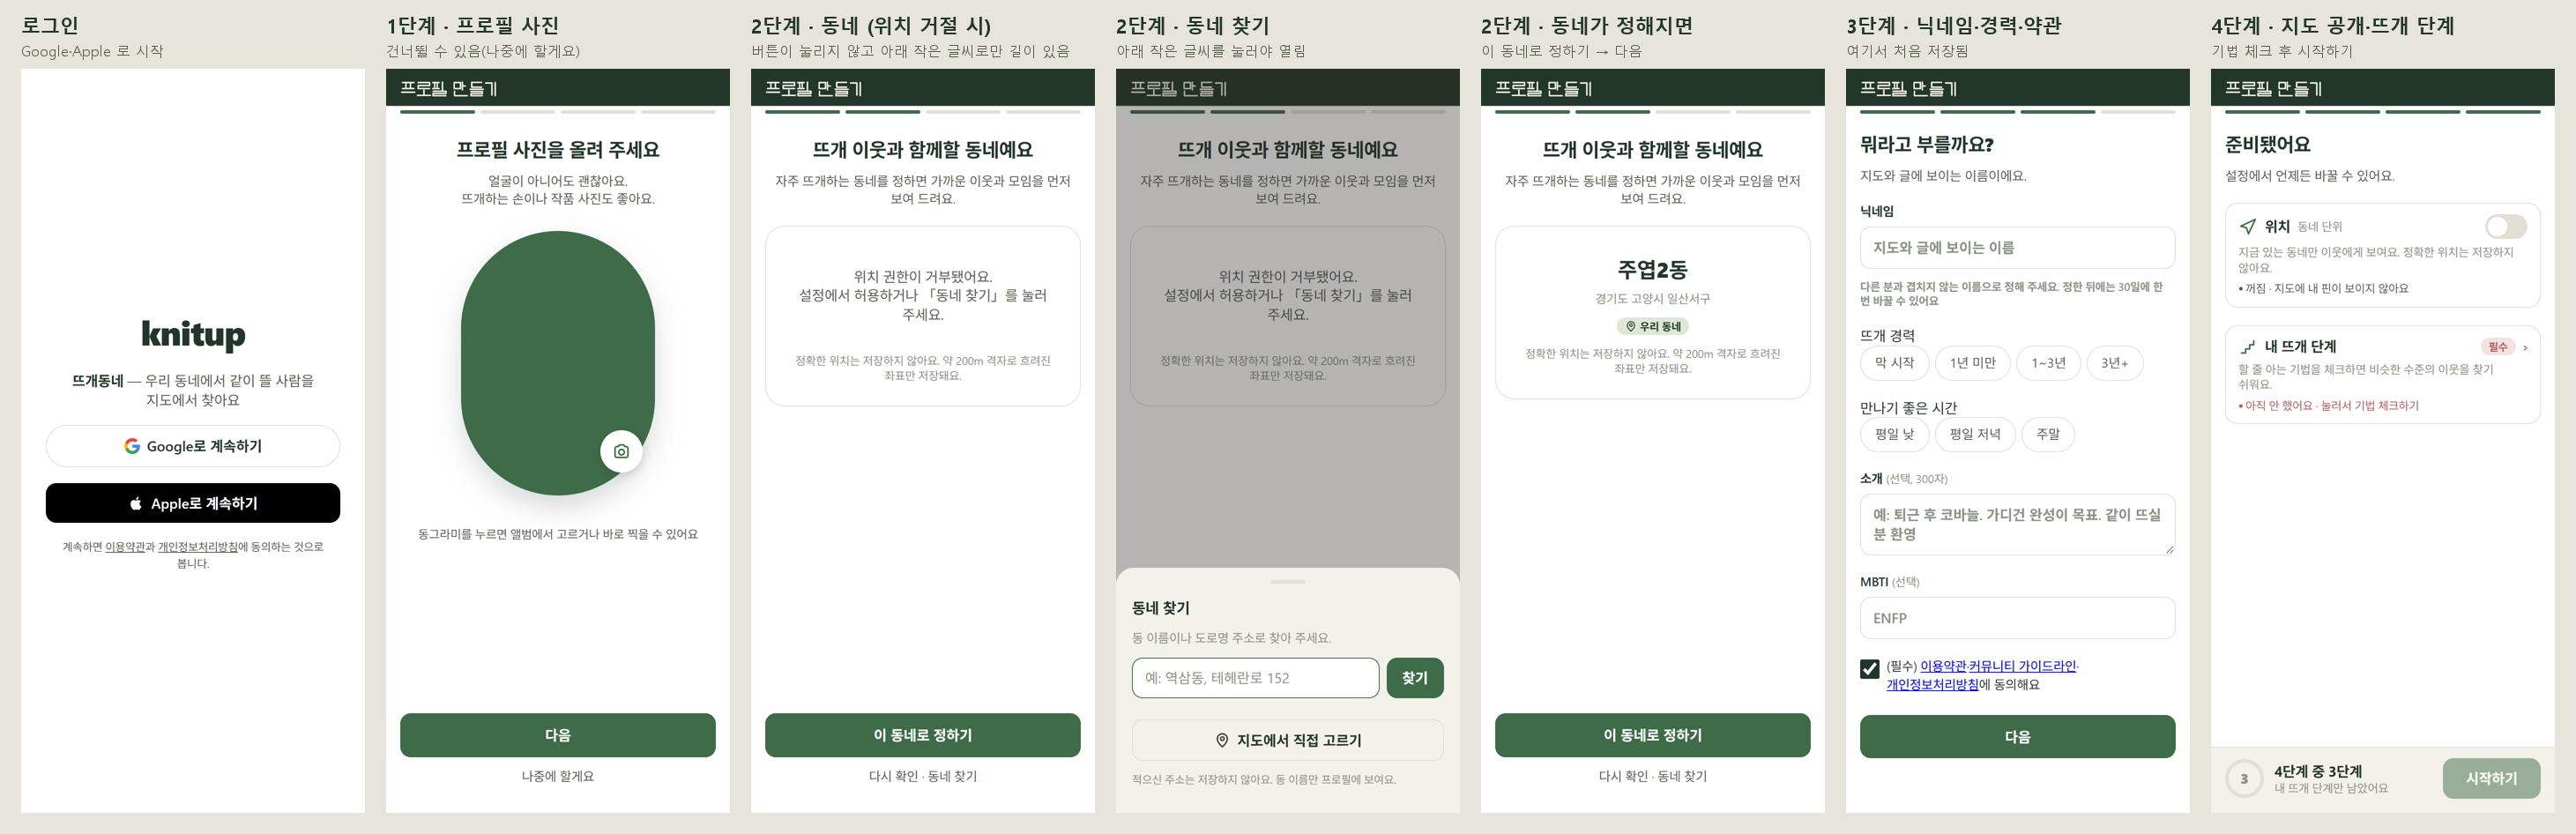 로그인
Google·Apple 로 시작
knitup
뜨개동네 — 우리 동네에서 같이 뜰 사람을
지도에서 찾아요
Google로 계속하기
Apple로 계속하기
계속하면 이용약관과 개인정보처리방침에 동의하는 것으로
봅니다.
1단계 · 프로필 사진
건너뛸 수 있음(나중에 할게요)
프로필 만들기
프로필 사진을 올려 주세요
얼굴이 아니어도 괜찮아요.
뜨개하는 손이나 작품 사진도 좋아요.
동그라미를 누르면 앨범에서 고르거나 바로 찍을 수 있어요
다음
나중에 할게요
2단계 · 동네 (위치 거절 시)
버튼이 눌리지 않고 아래 작은 글씨로만 길이 있음
프로필 만들기
뜨개 이웃과 함께할 동네예요
자주 뜨개하는 동네를 정하면 가까운 이웃과 모임을 먼저
보여 드려요.
위치 권한이 거부됐어요.
설정에서 허용하거나 「동네 찾기」를 눌러
주세요.
정확한 위치는 저장하지 않아요. 약 200m 격자로 흐려진
좌표만 저장돼요.
이 동네로 정하기
다시 확인 · 동네 찾기
2단계 · 동네 찾기
아래 작은 글씨를 눌러야 열림
프로필 만들기
뜨개 이웃과 함께할 동네예요
자주 뜨개하는 동네를 정하면 가까운 이웃과 모임을 먼저
보여 드려요.
위치 권한이 거부됐어요.
설정에서 허용하거나 「동네 찾기」를 눌러
주세요.
정확한 위치는 저장하지 않아요. 약 200m 격자로 흐려진
좌표만 저장돼요.
동네 찾기
동 이름이나 도로명 주소로 찾아 주세요.
예: 역삼동, 테헤란로 152
찾기
지도에서 직접 고르기
적으신 주소는 저장하지 않아요. 동 이름만 프로필에 보여요.
2단계 · 동네가 정해지면
이 동네로 정하기 → 다음
프로필 만들기
뜨개 이웃과 함께할 동네예요
자주 뜨개하는 동네를 정하면 가까운 이웃과 모임을 먼저
보여 드려요.
주엽2동
경기도 고양시 일산서구
우리 동네
정확한 위치는 저장하지 않아요. 약 200m 격자로 흐려진
좌표만 저장돼요.
이 동네로 정하기
다시 확인 · 동네 찾기
3단계 · 닉네임·경력·약관
여기서 처음 저장됨
프로필 만들기
뭐라고 부를까요?
지도와 글에 보이는 이름이에요.
닉네임
지도와 글에 보이는 이름
다른 분과 겹치지 않는 이름으로 정해 주세요. 정한 뒤에는 30일에 한
번 바꿀 수 있어요
뜨개 경력
막 시작
1년 미만
1~3년
3년+
만나기 좋은 시간
평일 낮
평일 저녁
주말
소개 (선택, 300자)
예: 퇴근 후 코바늘. 가디건 완성이 목표. 같이 뜨실
분 환영
MBTI (선택)
ENFP
(필수) 이용약관·커뮤니티 가이드라인·
개인정보처리방침에 동의해요
다음
4단계 · 지도 공개·뜨개 단계
기법 체크 후 시작하기
프로필 만들기
준비됐어요
설정에서 언제든 바꿀 수 있어요.
위치 동네 단위
지금 있는 동네만 이웃에게 보여요. 정확한 위치는 저장하지
않아요.
• 꺼짐 · 지도에 내 핀이 보이지 않아요
내 뜨개 단계
필수 ›
할 줄 아는 기법을 체크하면 비슷한 수준의 이웃을 찾기
쉬워요.
• 아직 안 했어요 · 눌러서 기법 체크하기
3
4단계 중 3단계
내 뜨개 단계만 남았어요
시작하기